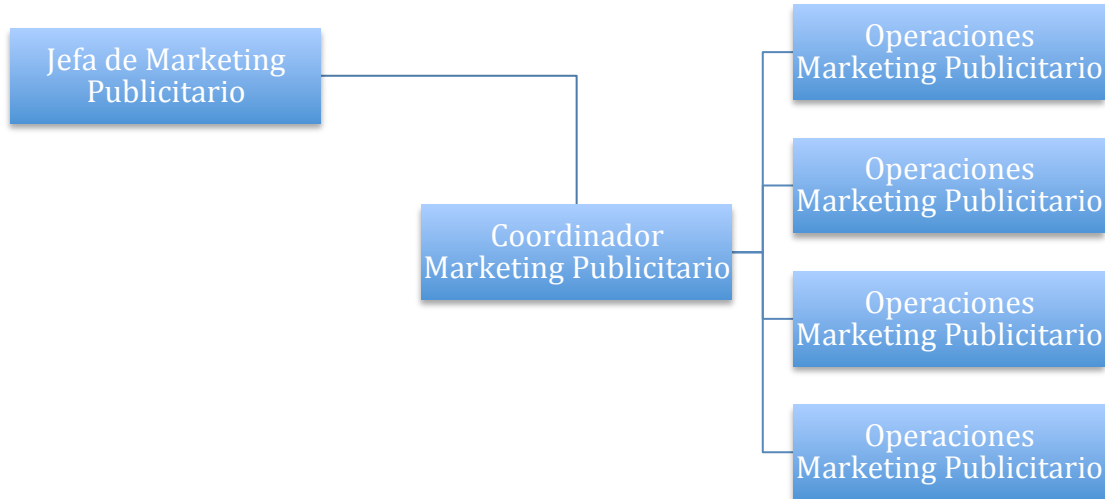 Jefa de Marketing
Publicitario
Coordinador
Marketing Publicitario
Operaciones
Marketing Publicitario
Operaciones
Marketing Publicitario
Operaciones
Marketing Publicitario
Operaciones
Marketing Publicitario